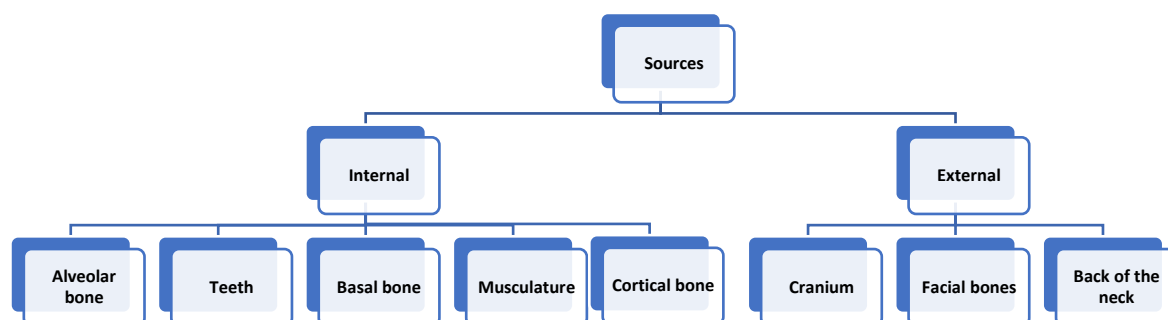 Sources
Internal
External
Alveolar
bone
Teeth
Basal bone
Musculature
Cortical bone
Cranium
Facial bones
Back of the
neck